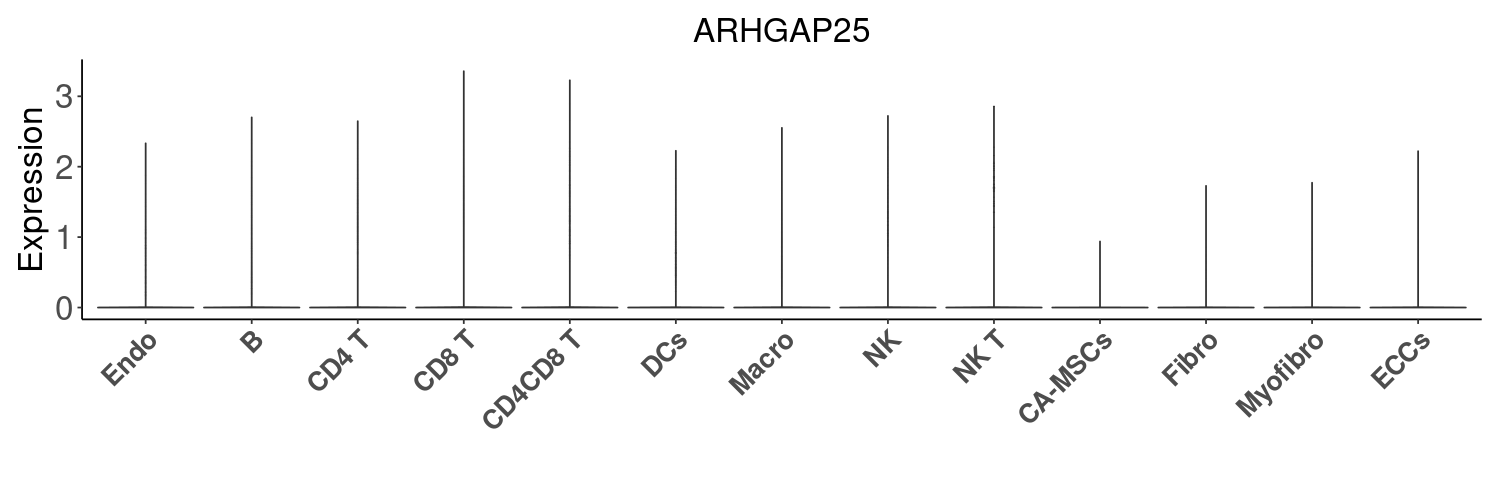 ARHGAP25
Expression
3
2
1
0
Endo
B
CD4 T
CD8 T
CD4CD8 T
DCs
Macro
NK
NK T
CA-MSCs
Fibro
Myofibro
ECCs